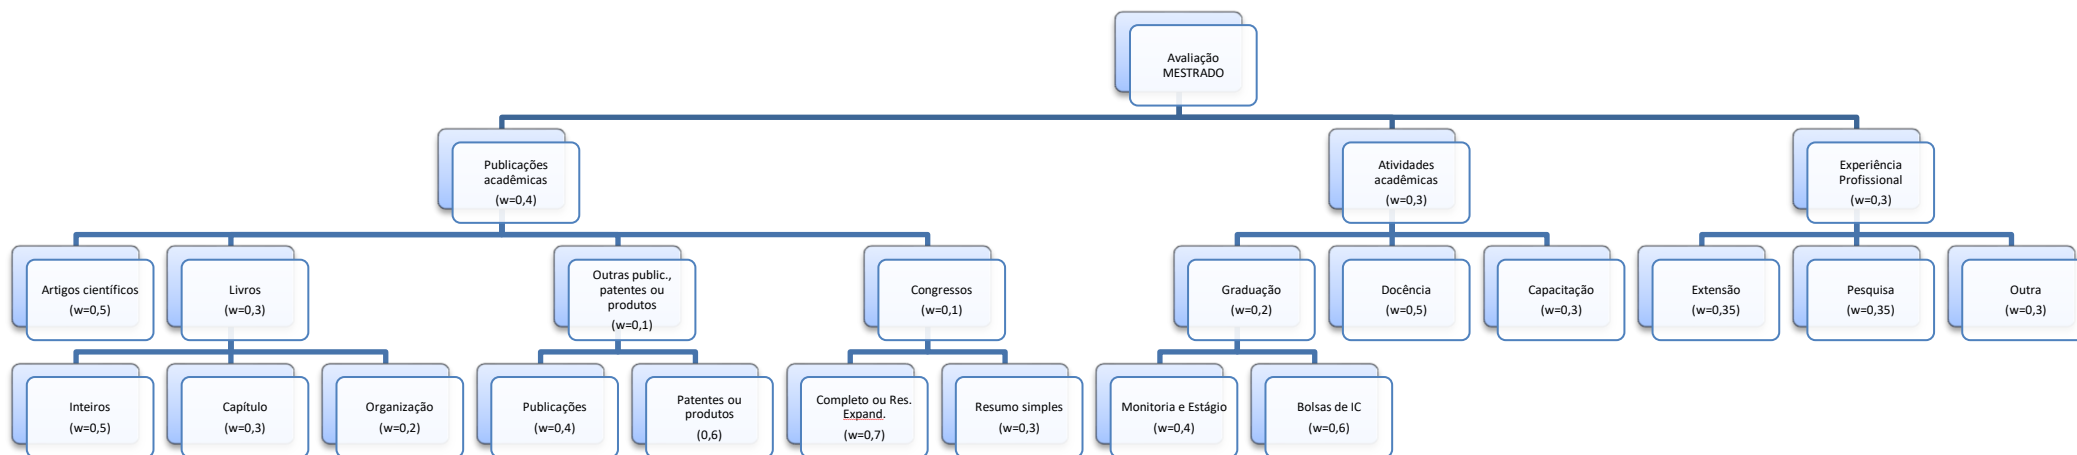 Avaliação
MESTRADO
Publicações
acadêmicas
(w=0,4)
Atividades
acadêmicas
(w=0,3)
Experiência
Profissional
(w=0,3)
Artigos científicos
(w=0,5)
Livros
(w=0,3)
Outras public.,
patentes ou
produtos
(w=0,1)
Congressos
(w=0,1)
Graduação
(w=0,2)
Docência
(w=0,5)
Capacitação
(w=0,3)
Extensão
(w=0,35)
Pesquisa
(w=0,35)
Outra
(w=0,3)
Inteiros
(w=0,5)
Capítulo
(w=0,3)
Organização
(w=0,2)
Publicações
(w=0,4)
Patentes ou
produtos
(0,6)
Completo ou Res.
Expand.
(w=0,7)
Resumo simples
(w=0,3)
Monitoria e Estágio
(w=0,4)
Bolsas de IC
(w=0,6)